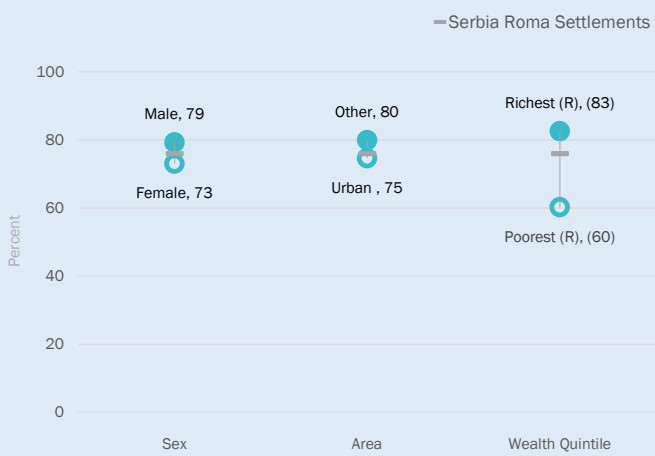 Serbia Roma Settlements
100
80
60
40
20
0
Percent
Male, 79
Female, 73
Other, 80
Urban , 75
Richest (R), (83)
Poorest (R), (60)
Sex
Area
Wealth Quintile